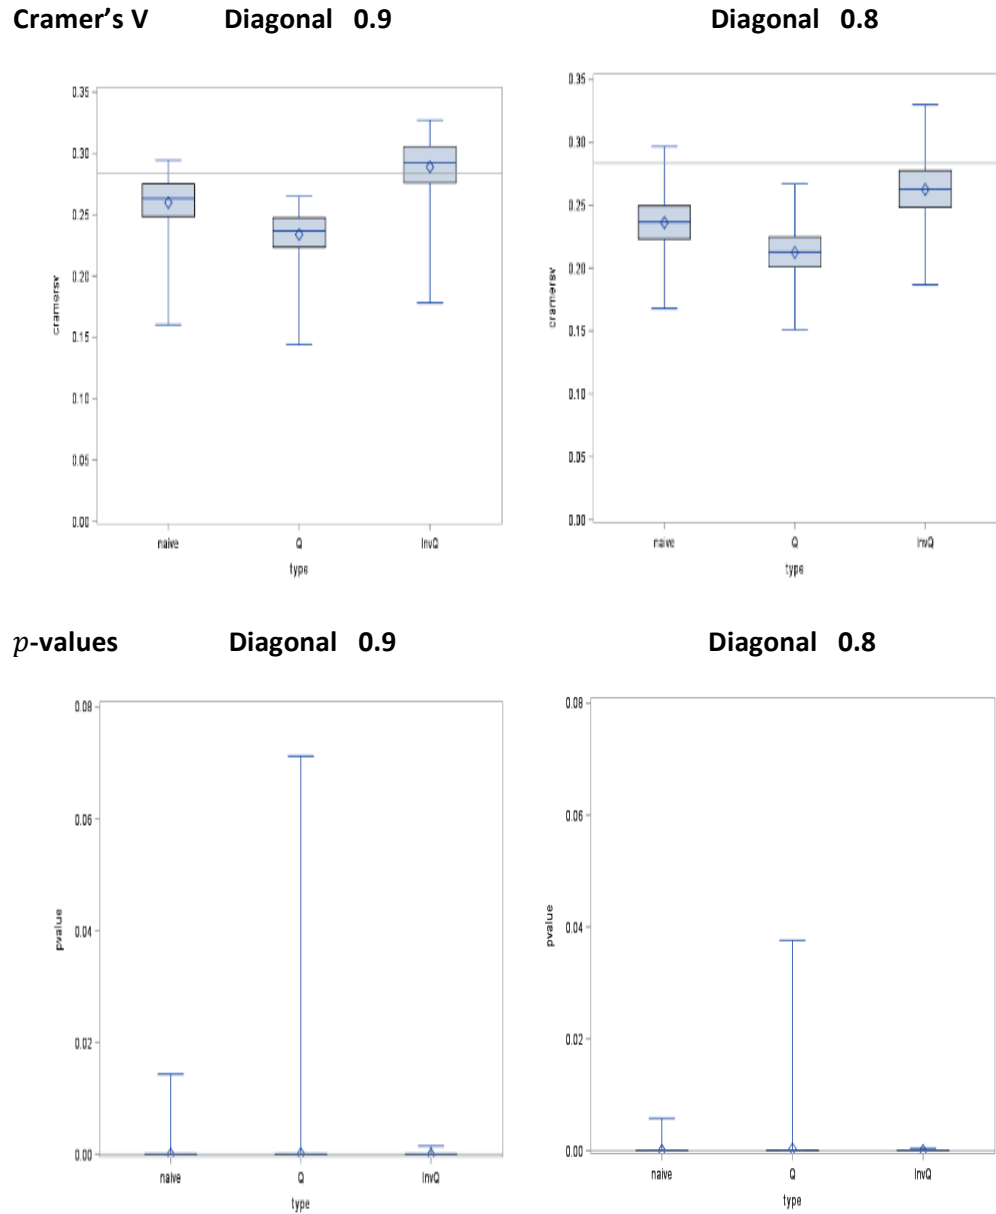 Cramer's V Diagonal 0.9 Diagonal 0.8
0.35
0.30
0.25
0.20
0.15
0.10
0.05
0.00
cramersv
naive Q InvQ
type
0.35
0.30
0.25
0.20
0.15
0.10
0.05
0.00
cramersv
naive Q InvQ
type
p-values Diagonal 0.9 Diagonal 0.8
0.08
0.06
0.04
0.02
0.00
pvalue
naive Q InvQ
type
0.08
0.06
0.04
0.02
0.00
pvalue
naive Q InvQ
type